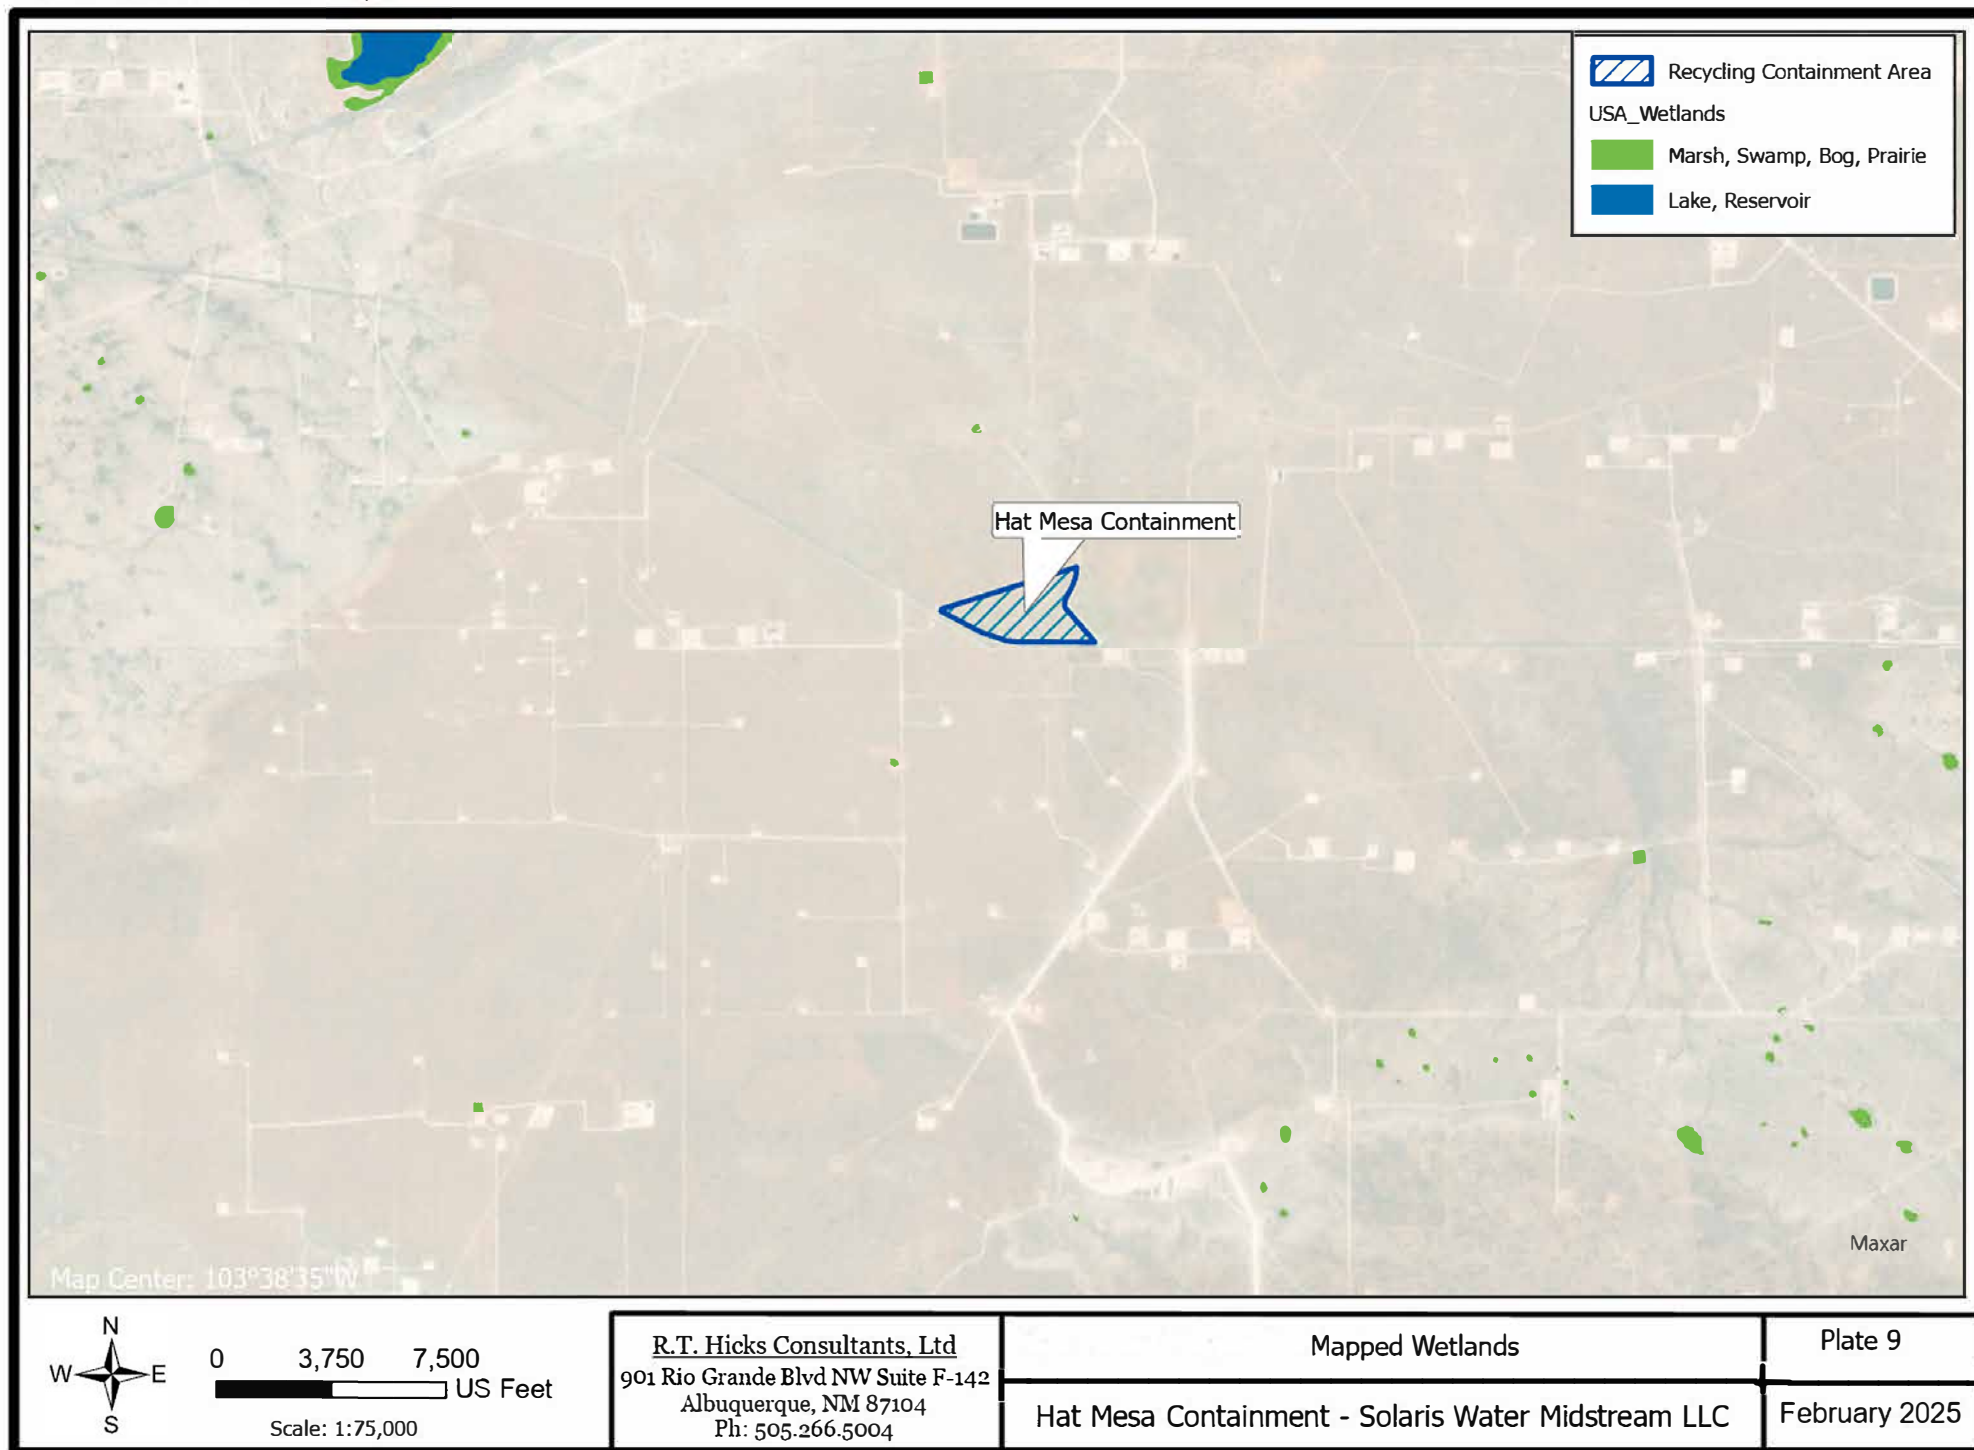 Recycling Containment Area
USA_Wetlands
Marsh, Swamp, Bog, Prairie
Lake, Reservoir
Hat Mesa Containment
Maxar
Map Center: 103°38'35"W
N
W E
S
0 3,750 7,500
US Feet
Scale: 1:75,000
R.T. Hicks Consultants, Ltd
901 Rio Grande Blvd NW Suite F-142
Albuquerque, NM 87104
Ph: 505.266.5004
Mapped Wetlands
Hat Mesa Containment - Solaris Water Midstream LLC
Plate 9
February 2025